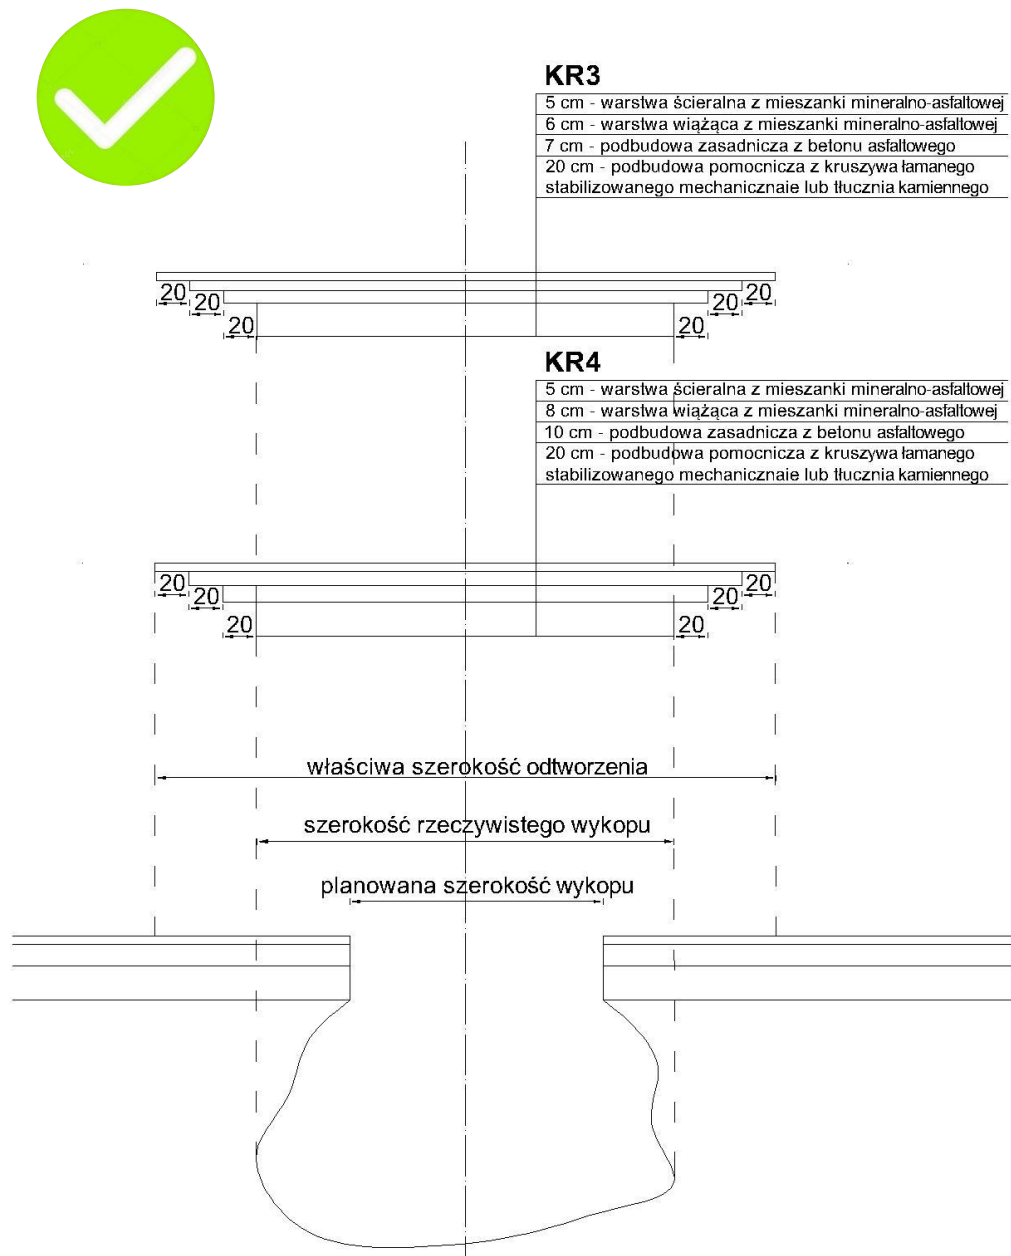 KR3
5 cm - warstwa ścieralna z mieszanki mineralno-asfaltowej
6 cm - warstwa wiążąca z mieszanki mineralno-asfaltowej
7 cm - podbudowa zasadnicza z betonu asfaltowego
20 cm - podbudowa pomocnicza z kruszywa łamanego
stabilizowanego mechanicznaie lub tłucznia kamiennego
20 20
20 20
20 20
KR4
5 cm - warstwa ścieralna z mieszanki mineralno-asfaltowej
8 cm - warstwa wiążąca z mieszanki mineralno-asfaltowej
10 cm - podbudowa zasadnicza z betonu asfaltowego
20 cm - podbudowa pomocnicza z kruszywa łamanego
stabilizowanego mechanicznaie lub tłucznia kamiennego
20 20
20 20
20 20
właściwa szerokość odtworzenia
szerokość rzeczywistego wykopu
planowana szerokość wykopu